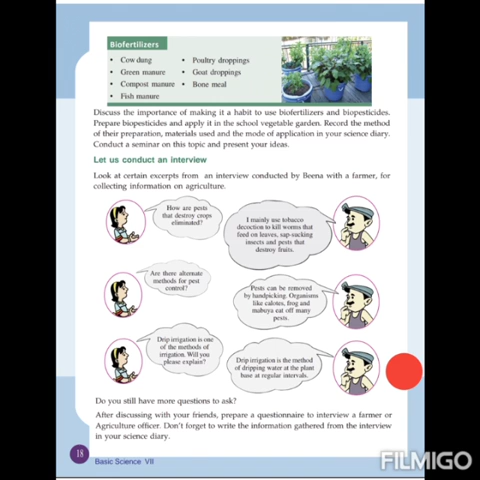 Biofertilizers
• Cow dung
• Green manure
• Compost manure
• Fish manure
• Poultry droppings
• Goat droppings
• Bone meal
Discuss the importance of making it a habit to use biofertilizers and biopesticides.
Prepare biopesticides and apply it in the school vegetable garden. Record the method
of their preparation, materials used and the mode of application in your science diary.
Conduct a seminar on this topic and present your ideas.
Let us conduct an interview
Look at certain excerpts from an interview conducted by Beena with a farmer, for
collecting information on agriculture.
How are pests
that destroy crops
eliminated?
I mainly use tobacco
decoction to kill worms that
feed on leaves, sap-sucking
insects and pests that
destroy fruits.
Are there alternate
methods for pest
control?
Pests can be removed
by handpicking. Organisms
like calotes, frog and
mabuya eat off many
pests.
Drip irrigation is one
of the methods of
irrigation. Will you
please explain?
Drip irrigation is the method
of dripping water at the plant
base at regular intervals.
Do you still have more questions to ask?
After discussing with your friends, prepare a questionnaire to interview a farmer or
Agriculture officer. Don't forget to write the information gathered from the interview
in your science diary.
18
Basic Science VII
FILMIGO